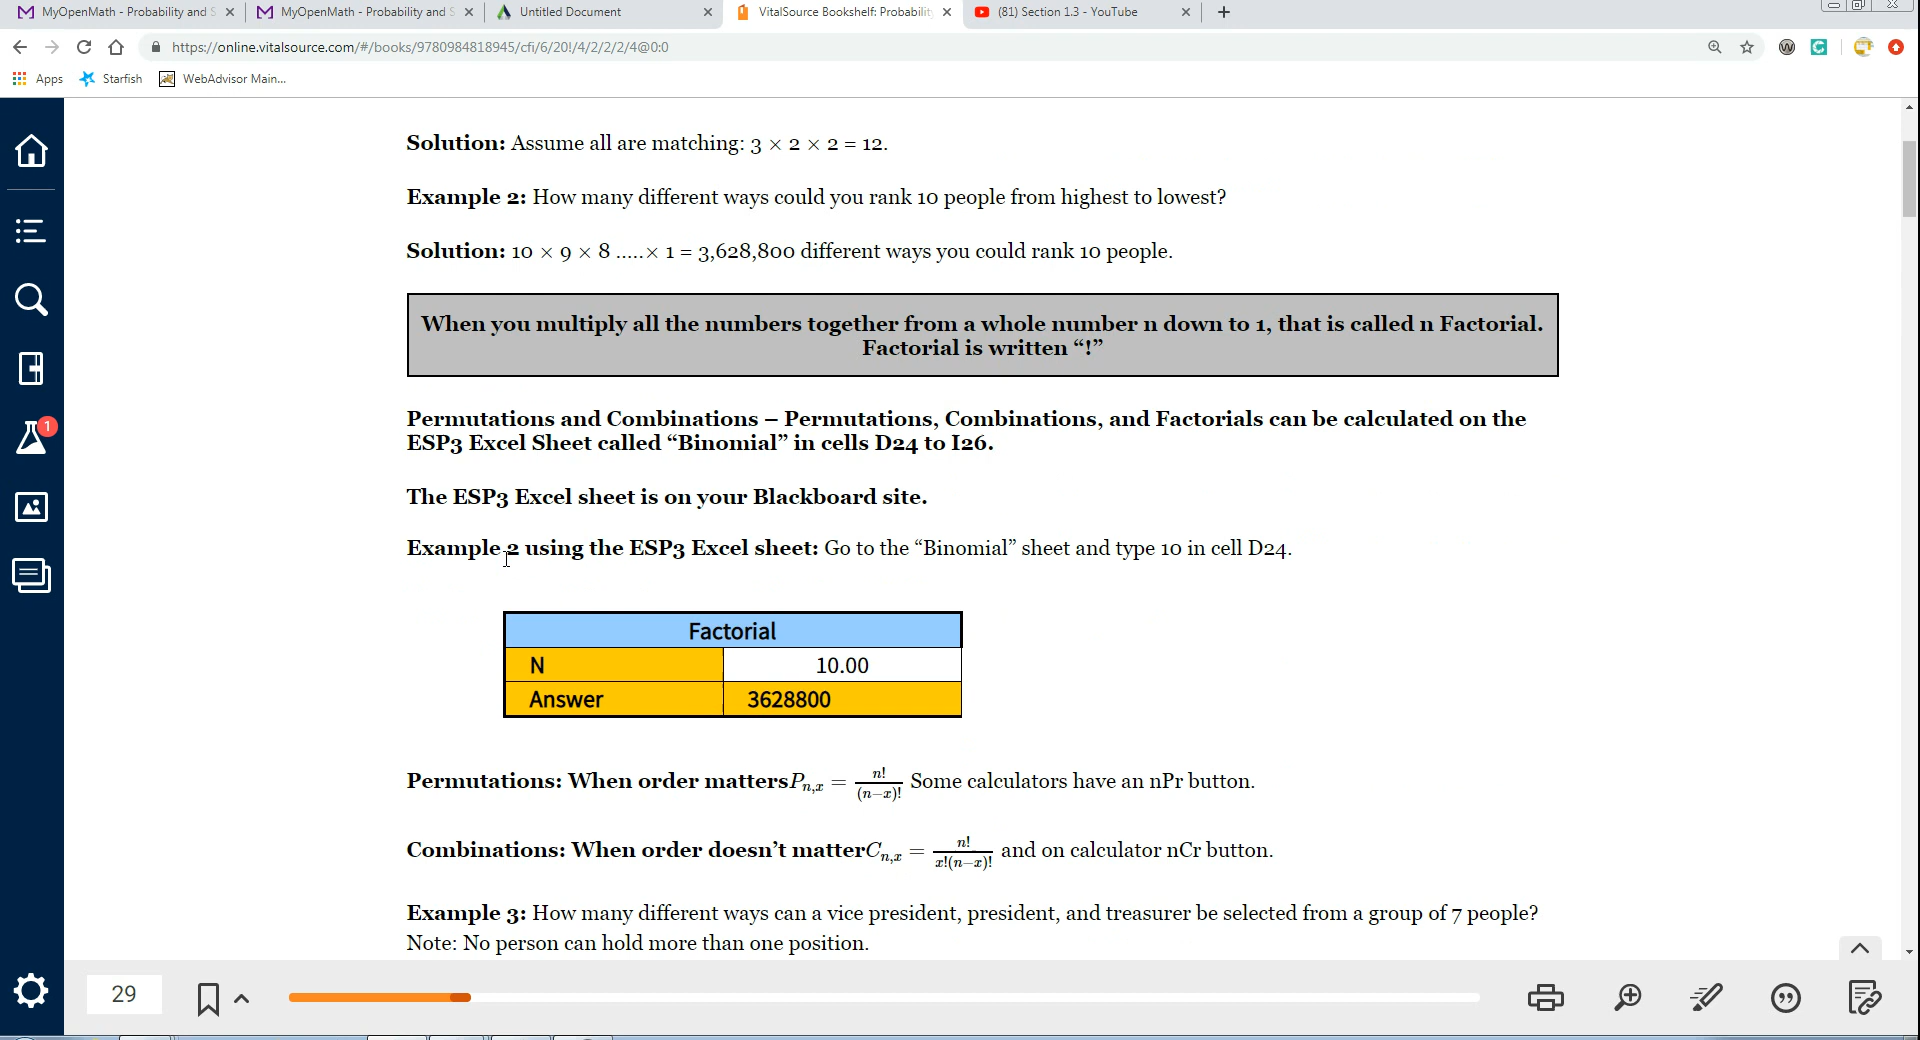 MyOpenMath - Probability and S
MyOpenMath - Probability and S
Untitled Document
VitalSource Bookshelf: Probability
(81) Section 1.3 - YouTube
https://online.vitalsource.com/#/books/9780984818945/cfi/6/20!/4/2/2/2/4@0:0
Apps
Starfish
WebAdvisor Main...
1
Solution: Assume all are matching: 3 × 2 × 2 = 12.
Example 2: How many different ways could you rank 10 people from highest to lowest?
Solution: 10 × 9 × 8 .....× 1 = 3,628,800 different ways you could rank 10 people.
When you multiply all the numbers together from a whole number n down to 1, that is called n Factorial.
Factorial is written “!”
Permutations and Combinations – Permutations, Combinations, and Factorials can be calculated on the
ESP3 Excel Sheet called “Binomial” in cells D24 to I26.
The ESP3 Excel sheet is on your Blackboard site.
Example 2 using the ESP3 Excel sheet: Go to the “Binomial” sheet and type 10 in cell D24.
Factorial
N 10.00
Answer 3628800
Permutations: When order matters P_{n,x} = n!/(n−x)! Some calculators have an nPr button.
Combinations: When order doesn’t matter C_{n,x} = n!/x!(n−x)! and on calculator nCr button.
Example 3: How many different ways can a vice president, president, and treasurer be selected from a group of 7 people?
Note: No person can hold more than one position.
29